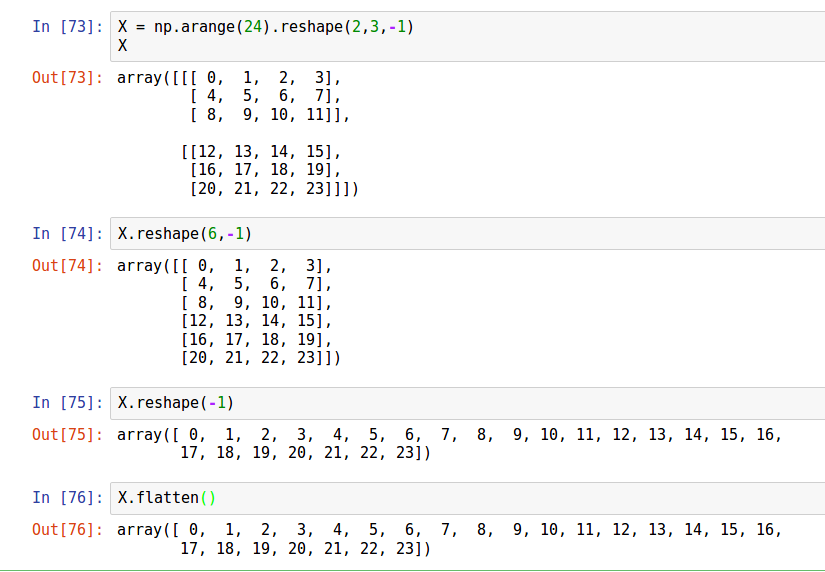 In [73]: X = np.arange(24).reshape(2,3,-1)
X
Out[73]: array([[[ 0,  1,  2,  3],
[ 4,  5,  6,  7],
[ 8,  9, 10, 11]],
[[12, 13, 14, 15],
[16, 17, 18, 19],
[20, 21, 22, 23]]])
In [74]: X.reshape(6,-1)
Out[74]: array([[ 0,  1,  2,  3],
[ 4,  5,  6,  7],
[ 8,  9, 10, 11],
[12, 13, 14, 15],
[16, 17, 18, 19],
[20, 21, 22, 23]])
In [75]: X.reshape(-1)
Out[75]: array([ 0,  1,  2,  3,  4,  5,  6,  7,  8,  9, 10, 11, 12, 13, 14, 15, 16,
17, 18, 19, 20, 21, 22, 23])
In [76]: X.flatten()
Out[76]: array([ 0,  1,  2,  3,  4,  5,  6,  7,  8,  9, 10, 11, 12, 13, 14, 15, 16,
17, 18, 19, 20, 21, 22, 23])